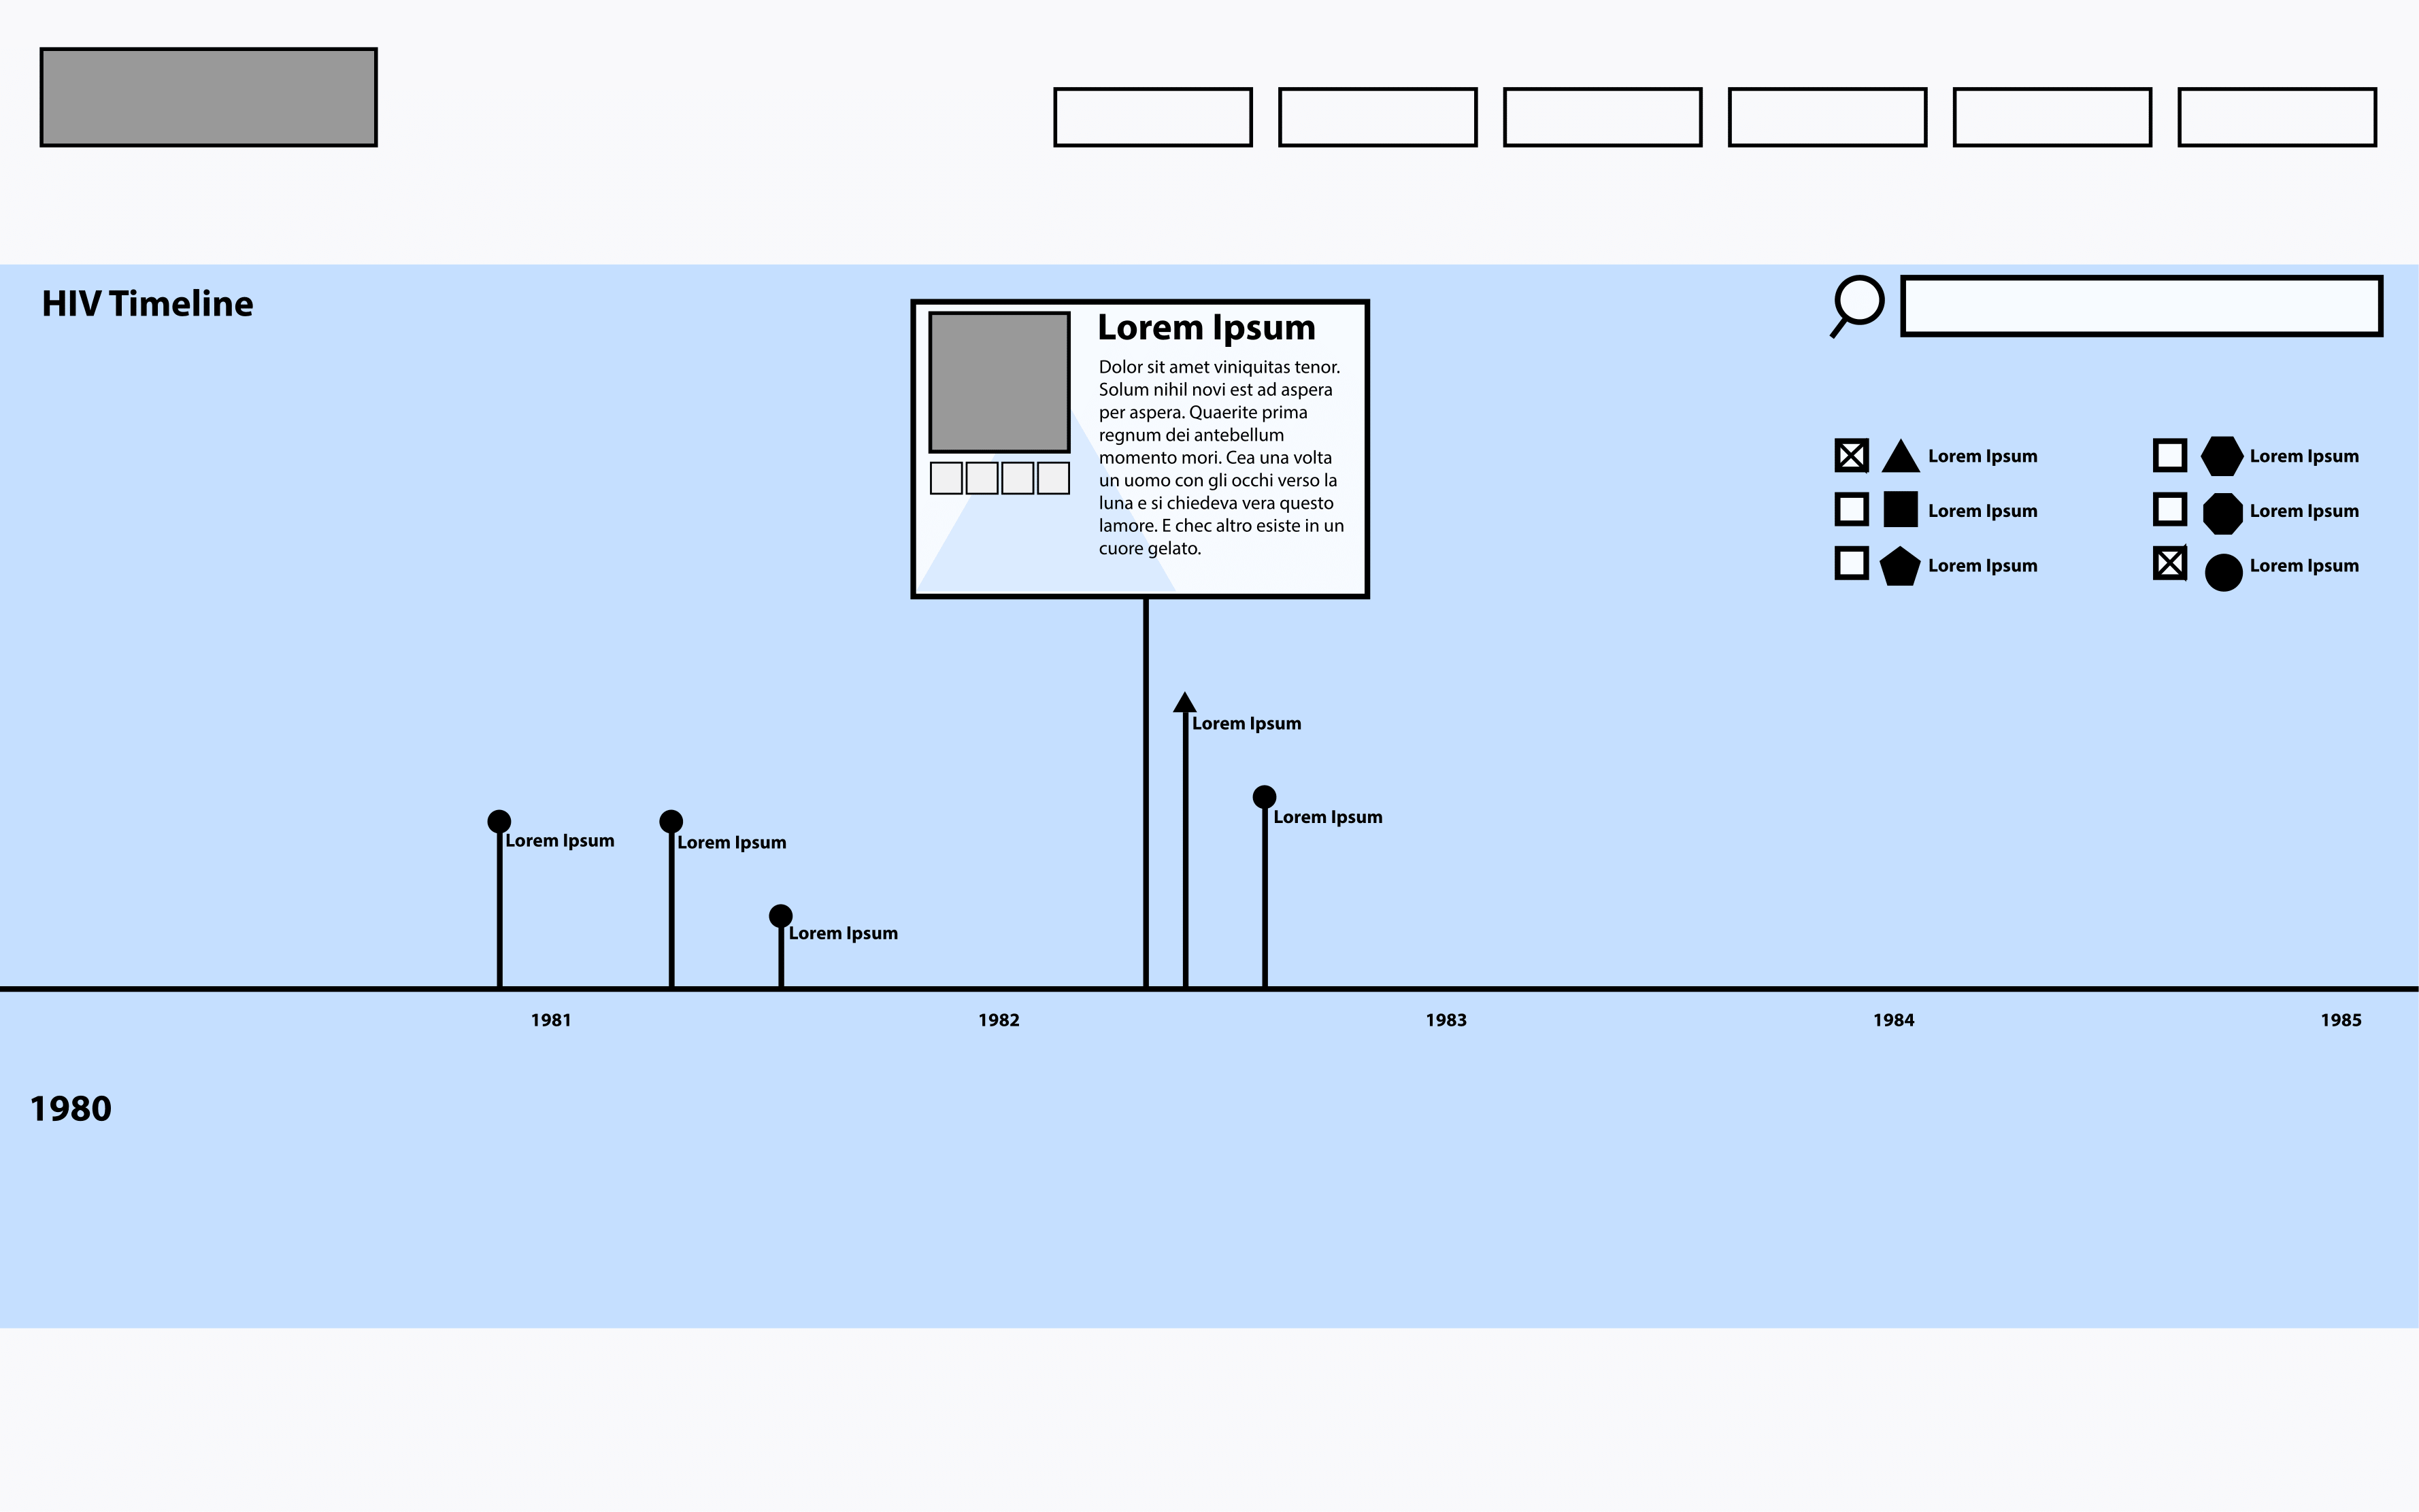 HIV Timeline
Lorem Ipsum
Dolor sit amet viniquitas tenor.
Solum nihil novi est ad aspera
per aspera. Quaerite prima
regnum dei antebellum
momento mori. Cea una volta
un uomo con gli occhi verso la
luna e si chiedeva vera questo
lamore. E chec altro esiste in un
cuore gelato.
Lorem Ipsum
Lorem Ipsum
Lorem Ipsum
Lorem Ipsum
Lorem Ipsum
Lorem Ipsum
Lorem Ipsum
Lorem Ipsum
Lorem Ipsum
Lorem Ipsum
Lorem Ipsum
1981
1982
1983
1984
1985
1980